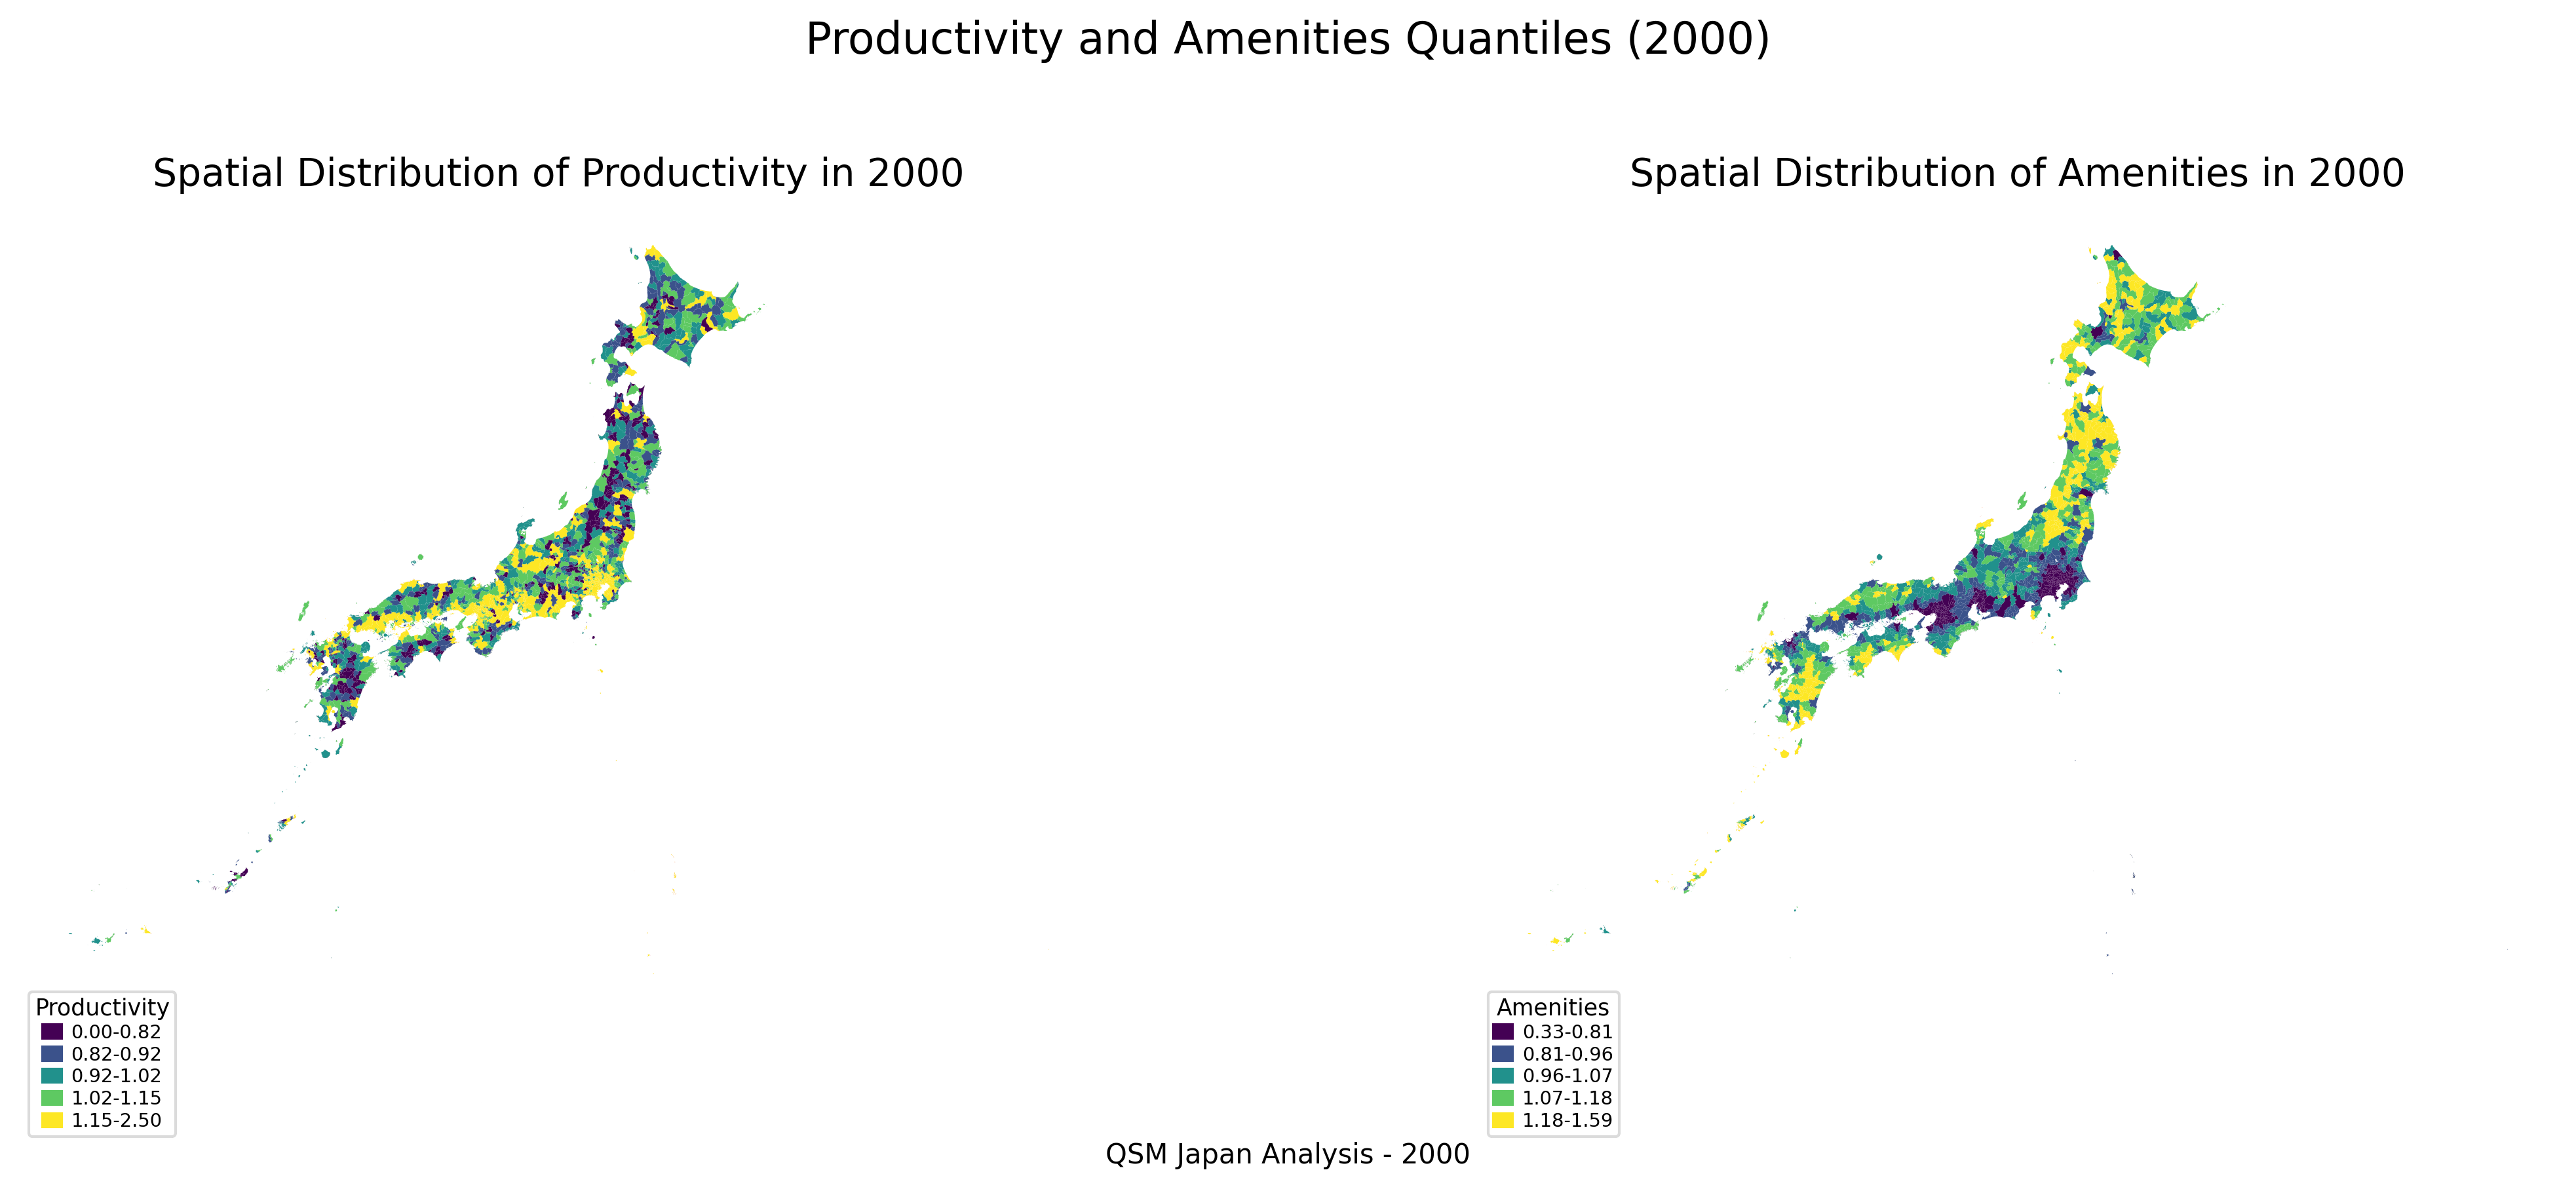 Productivity and Amenities Quantiles (2000)
Spatial Distribution of Productivity in 2000
Spatial Distribution of Amenities in 2000
Productivity
0.00-0.82
0.82-0.92
0.92-1.02
1.02-1.15
1.15-2.50
Amenities
0.33-0.81
0.81-0.96
0.96-1.07
1.07-1.18
1.18-1.59
QSM Japan Analysis - 2000